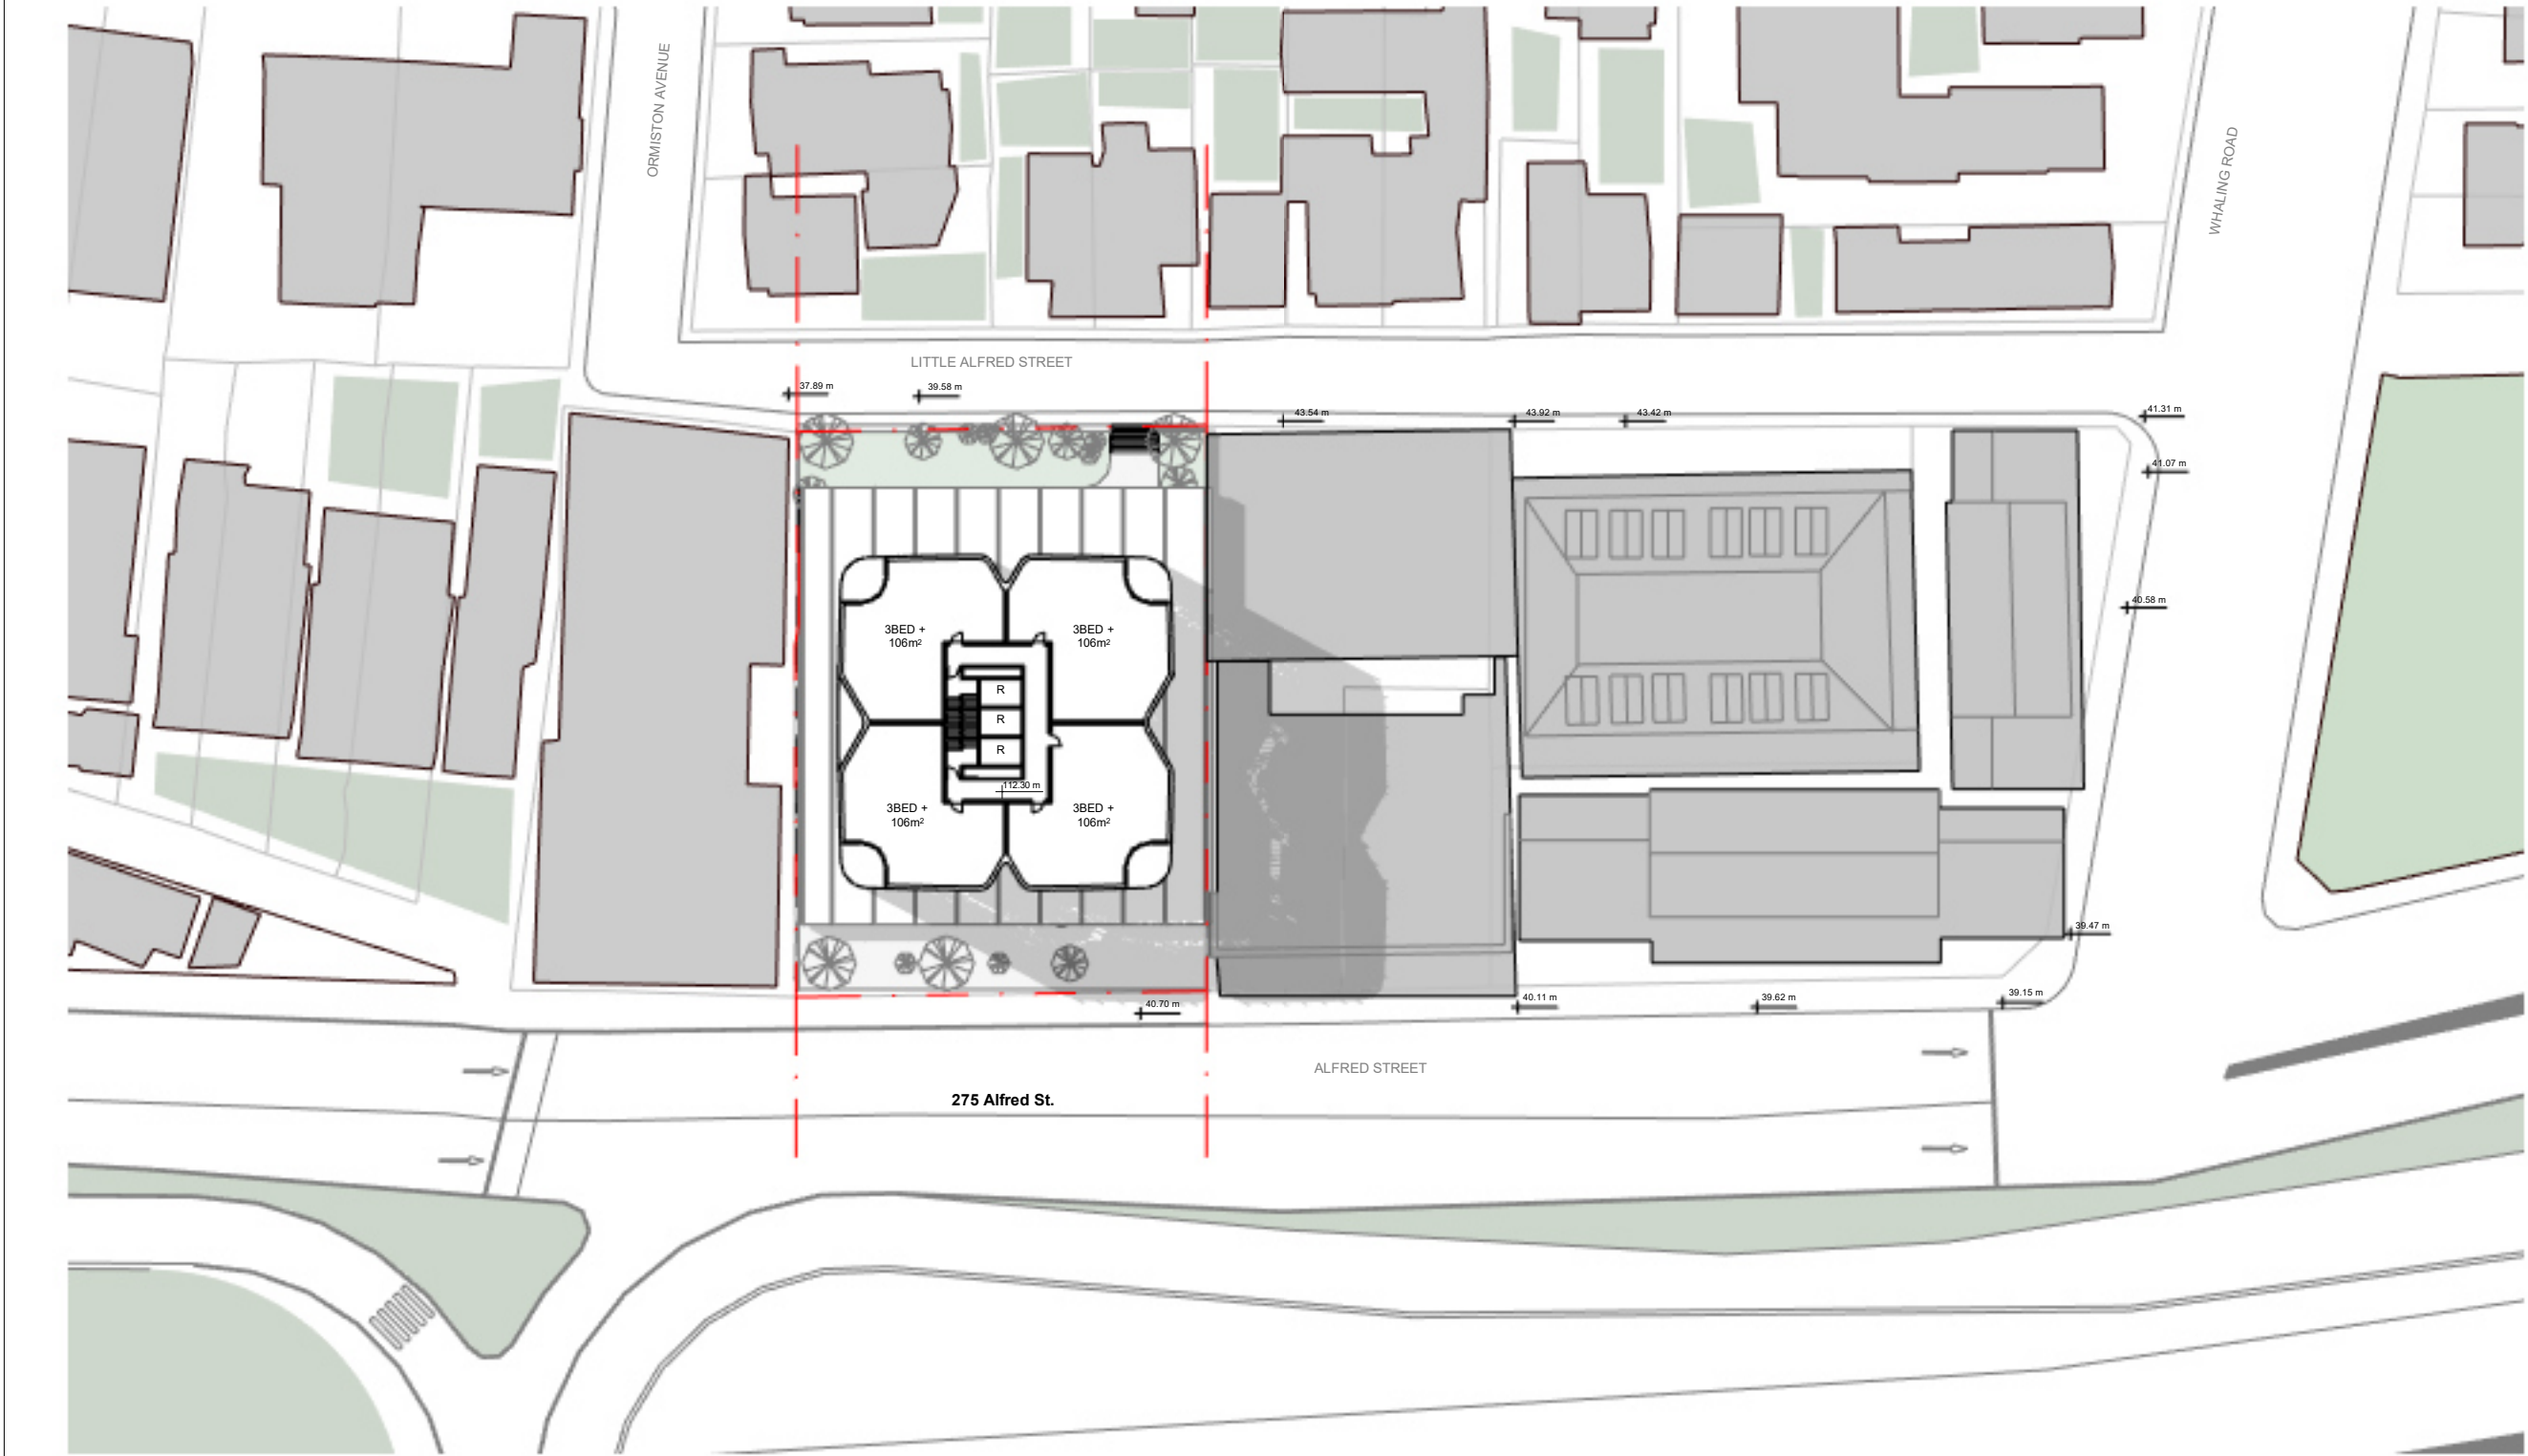 ORMISTON AVENUE
WHALING ROAD
LITTLE ALFRED STREET
37.89 m
39.58 m
43.54 m
43.92 m
43.42 m
41.31 m
41.07 m
40.58 m
3BED +
106m²
3BED +
106m²
R
R
R
112.30 m
3BED +
106m²
3BED +
106m²
39.47 m
40.70 m
40.11 m
39.62 m
39.15 m
ALFRED STREET
275 Alfred St.